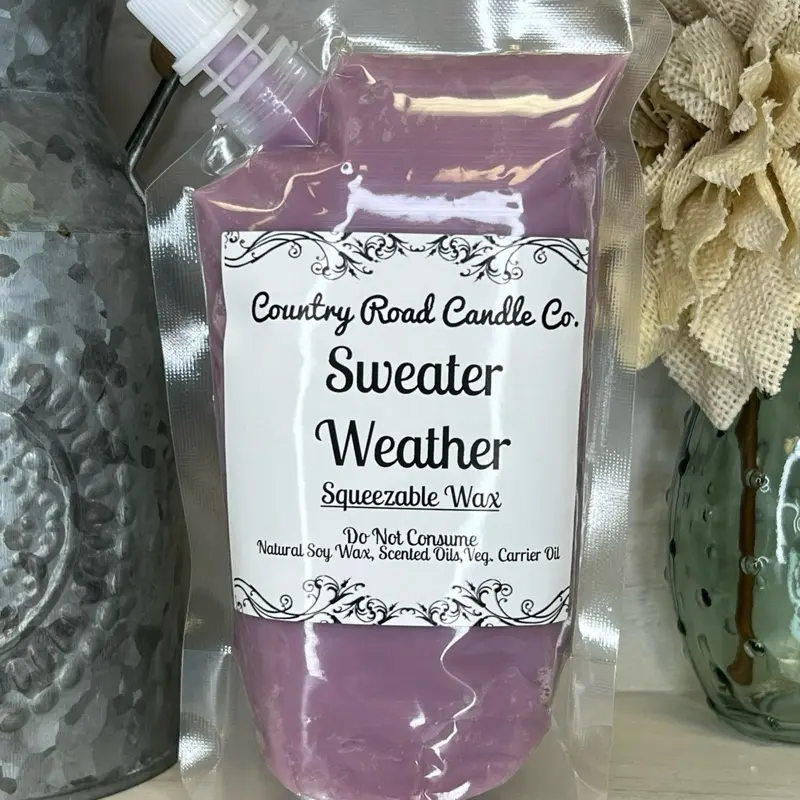 Country Road Candle Co.
Sweater
Weather
Squeezable Wax
Do Not Consume
Natural Soy Wax, Scented Oils,Veg. Carrier Oil